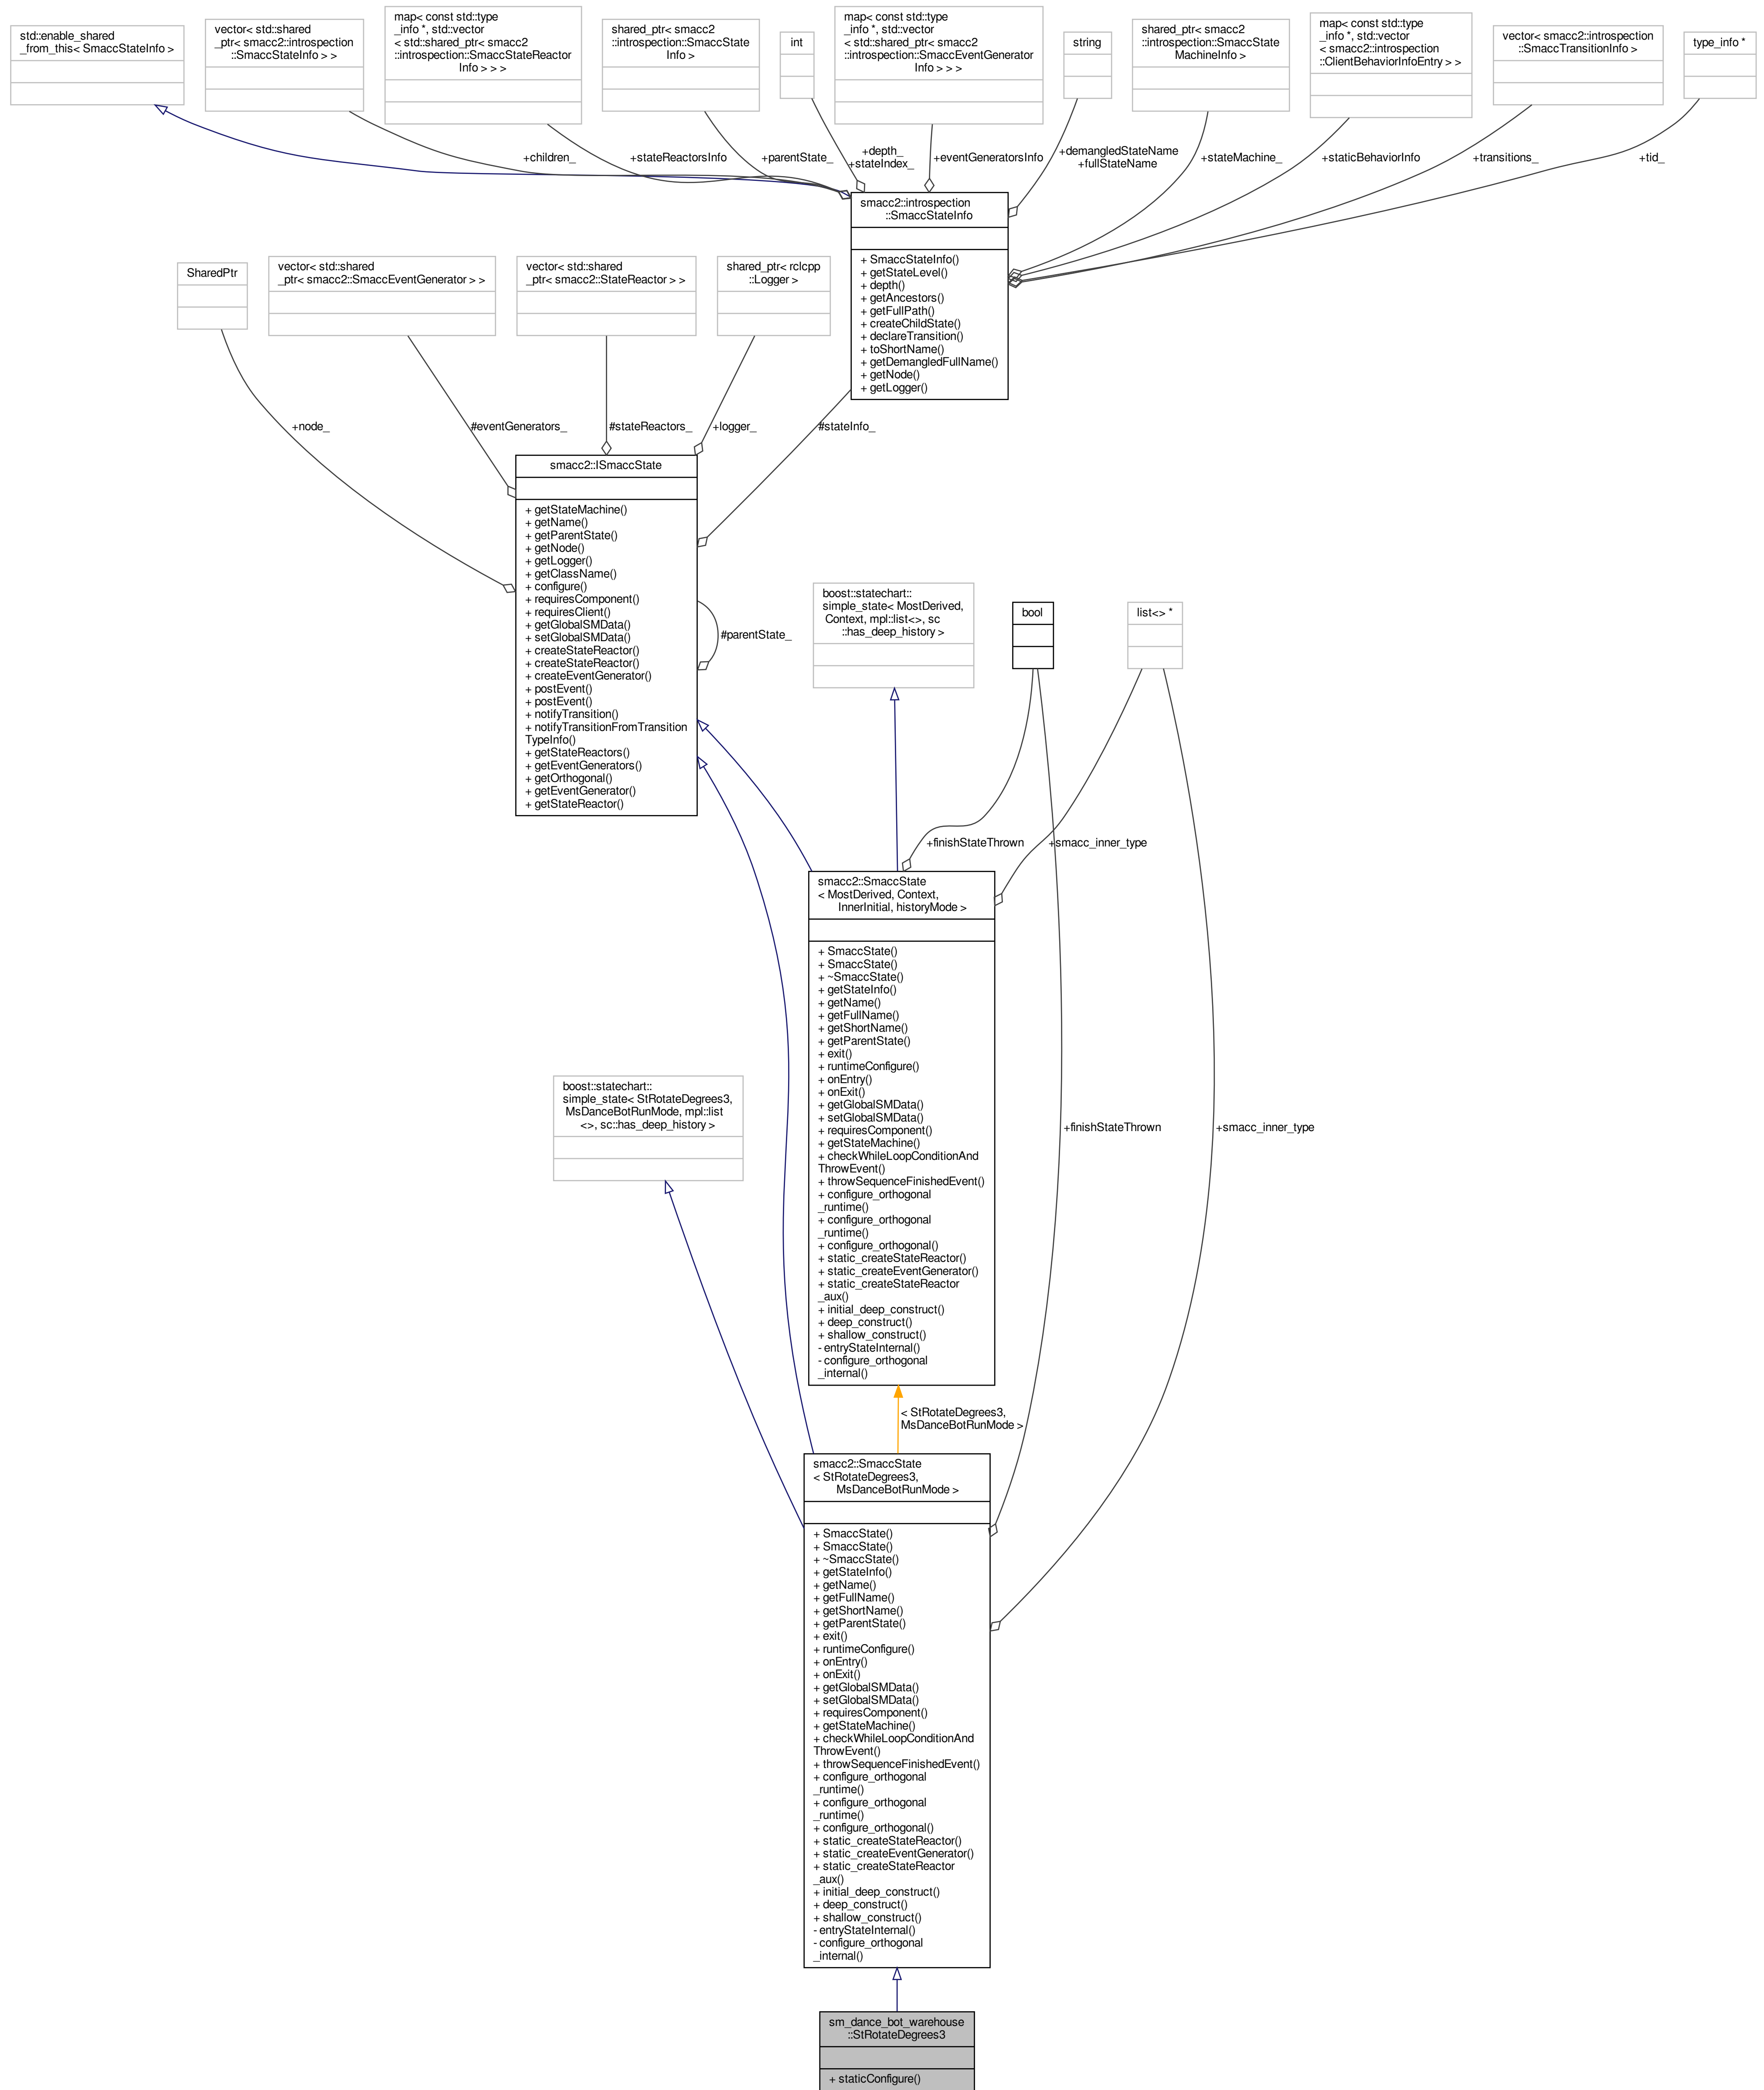 std::enable_shared
_from_this< SmaccStateInfo >
vector< std::shared
_ptr< smacc2::introspection
::SmaccStateInfo > >
map< const std::type
_info *, std::vector
< std::shared_ptr< smacc2
::introspection::SmaccStateReactor
Info > > >
shared_ptr< smacc2
::introspection::SmaccState
Info >
int
map< const std::type
_info *, std::vector
< std::shared_ptr< smacc2
::introspection::SmaccEventGenerator
Info > > >
string
shared_ptr< smacc2
::introspection::SmaccState
MachineInfo >
map< const std::type
_info *, std::vector
< smacc2::introspection
::ClientBehaviorInfoEntry > >
vector< smacc2::introspection
::SmaccTransitionInfo >
type_info *
+children_
+stateReactorsInfo
+parentState_
+depth_
+stateIndex_
+eventGeneratorsInfo
+demangledStateName
+fullStateName
+stateMachine_
+staticBehaviorInfo
+transitions_
+tid_
smacc2::introspection
::SmaccStateInfo
+ SmaccStateInfo()
+ getStateLevel()
+ depth()
+ getAncestors()
+ getFullPath()
+ createChildState()
+ declareTransition()
+ toShortName()
+ getDemangledFullName()
+ getNode()
+ getLogger()
SharedPtr
vector< std::shared
_ptr< smacc2::SmaccEventGenerator > >
vector< std::shared
_ptr< smacc2::StateReactor > >
shared_ptr< rclcpp
::Logger >
+node_
#eventGenerators_
#stateReactors_
+logger_
#stateInfo_
smacc2::ISmaccState
+ getStateMachine()
+ getName()
+ getParentState()
+ getNode()
+ getLogger()
+ getClassName()
+ configure()
+ requiresComponent()
+ requiresClient()
+ getGlobalSMData()
+ setGlobalSMData()
+ createStateReactor()
+ createStateReactor()
+ createEventGenerator()
+ postEvent()
+ postEvent()
+ notifyTransition()
+ notifyTransitionFromTransition
TypeInfo()
+ getStateReactors()
+ getEventGenerators()
+ getOrthogonal()
+ getEventGenerator()
+ getStateReactor()
#parentState_
boost::statechart::
simple_state< MostDerived,
Context, mpl::list<>, sc
::has_deep_history >
bool
list<> *
+finishStateThrown
+smacc_inner_type
smacc2::SmaccState
< MostDerived, Context,
InnerInitial, historyMode >
+ SmaccState()
+ SmaccState()
+ ~SmaccState()
+ getStateInfo()
+ getName()
+ getFullName()
+ getShortName()
+ getParentState()
+ exit()
+ runtimeConfigure()
+ onEntry()
+ onExit()
+ getGlobalSMData()
+ setGlobalSMData()
+ requiresComponent()
+ getStateMachine()
+ checkWhileLoopConditionAnd
ThrowEvent()
+ throwSequenceFinishedEvent()
+ configure_orthogonal
_runtime()
+ configure_orthogonal
_runtime()
+ configure_orthogonal()
+ static_createStateReactor()
+ static_createEventGenerator()
+ static_createStateReactor
_aux()
+ initial_deep_construct()
+ deep_construct()
+ shallow_construct()
- entryStateInternal()
- configure_orthogonal
_internal()
boost::statechart::
simple_state< StRotateDegrees3,
MsDanceBotRunMode, mpl::list
<>, sc::has_deep_history >
+finishStateThrown
+smacc_inner_type
< StRotateDegrees3,
MsDanceBotRunMode >
smacc2::SmaccState
< StRotateDegrees3,
MsDanceBotRunMode >
+ SmaccState()
+ SmaccState()
+ ~SmaccState()
+ getStateInfo()
+ getName()
+ getFullName()
+ getShortName()
+ getParentState()
+ exit()
+ runtimeConfigure()
+ onEntry()
+ onExit()
+ getGlobalSMData()
+ setGlobalSMData()
+ requiresComponent()
+ getStateMachine()
+ checkWhileLoopConditionAnd
ThrowEvent()
+ throwSequenceFinishedEvent()
+ configure_orthogonal
_runtime()
+ configure_orthogonal
_runtime()
+ configure_orthogonal()
+ static_createStateReactor()
+ static_createEventGenerator()
+ static_createStateReactor
_aux()
+ initial_deep_construct()
+ deep_construct()
+ shallow_construct()
- entryStateInternal()
- configure_orthogonal
_internal()
sm_dance_bot_warehouse
::StRotateDegrees3
+ staticConfigure()